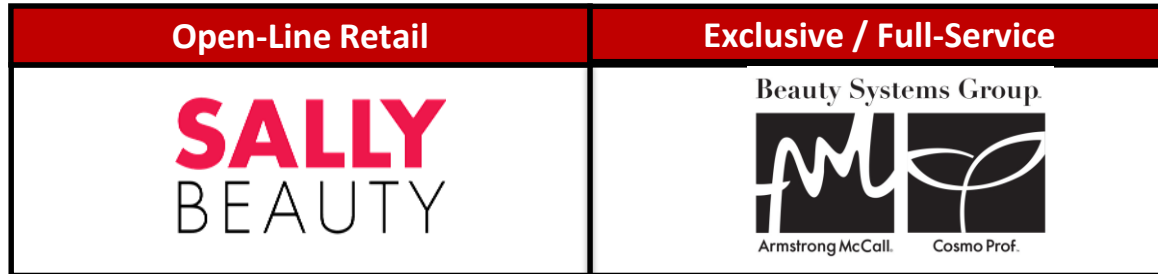 Open-Line Retail
Exclusive / Full-Service
SALLY
BEAUTY
Beauty Systems Group.
Armstrong McCall. Cosmo Prof.